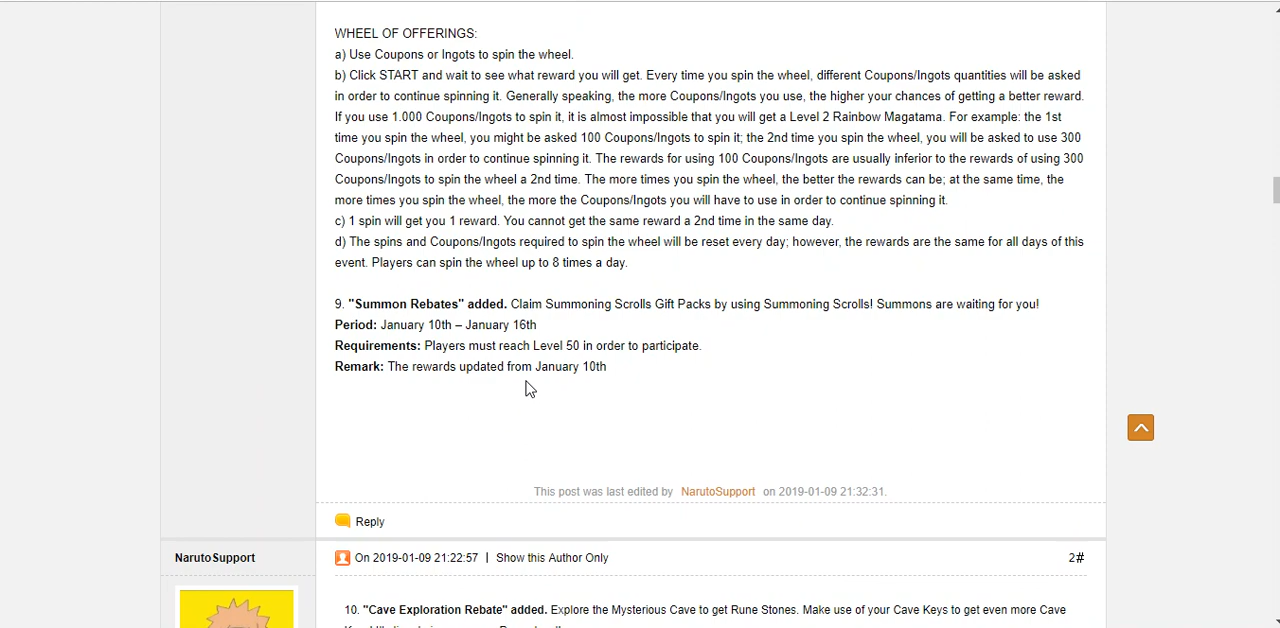 WHEEL OF OFFERINGS:
a) Use Coupons or Ingots to spin the wheel.
b) Click START and wait to see what reward you will get. Every time you spin the wheel, different Coupons/Ingots quantities will be asked
in order to continue spinning it. Generally speaking, the more Coupons/Ingots you use, the higher your chances of getting a better reward.
If you use 1.000 Coupons/Ingots to spin it, it is almost impossible that you will get a Level 2 Rainbow Magatama. For example: the 1st
time you spin the wheel, you might be asked 100 Coupons/Ingots to spin it; the 2nd time you spin the wheel, you will be asked to use 300
Coupons/Ingots in order to continue spinning it. The rewards for using 100 Coupons/Ingots are usually inferior to the rewards of using 300
Coupons/Ingots to spin the wheel a 2nd time. The more times you spin the wheel, the better the rewards can be; at the same time, the
more times you spin the wheel, the more the Coupons/Ingots you will have to use in order to continue spinning it.
c) 1 spin will get you 1 reward. You cannot get the same reward a 2nd time in the same day.
d) The spins and Coupons/Ingots required to spin the wheel will be reset every day; however, the rewards are the same for all days of this
event. Players can spin the wheel up to 8 times a day.
9. "Summon Rebates" added. Claim Summoning Scrolls Gift Packs by using Summoning Scrolls! Summons are waiting for you!
Period: January 10th – January 16th
Requirements: Players must reach Level 50 in order to participate.
Remark: The rewards updated from January 10th
This post was last edited by NarutoSupport on 2019-01-09 21:32:31.
Reply
NarutoSupport
On 2019-01-09 21:22:57 | Show this Author Only
2#
10. "Cave Exploration Rebate" added. Explore the Mysterious Cave to get Rune Stones. Make use of your Cave Keys to get even more Cave